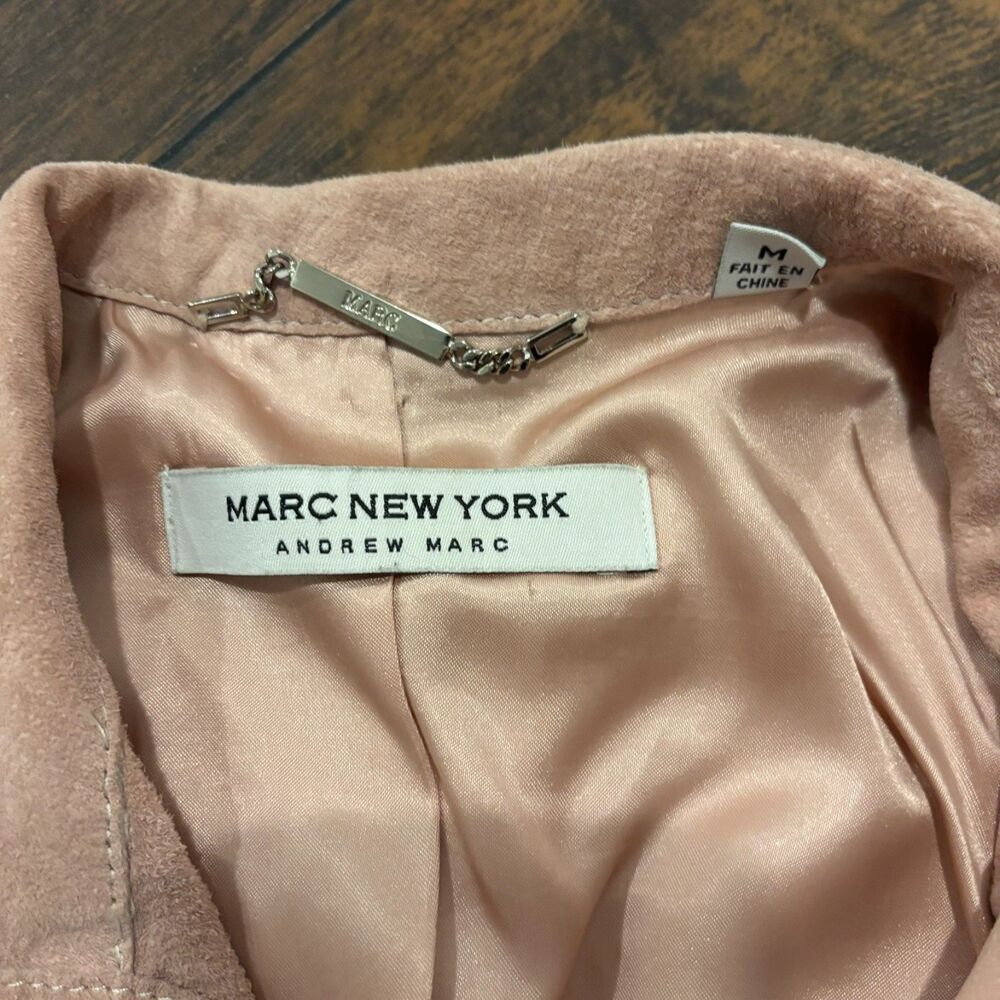 MARC
M
FAIT EN
CHINE
MARC NEW YORK
ANDREW MARC